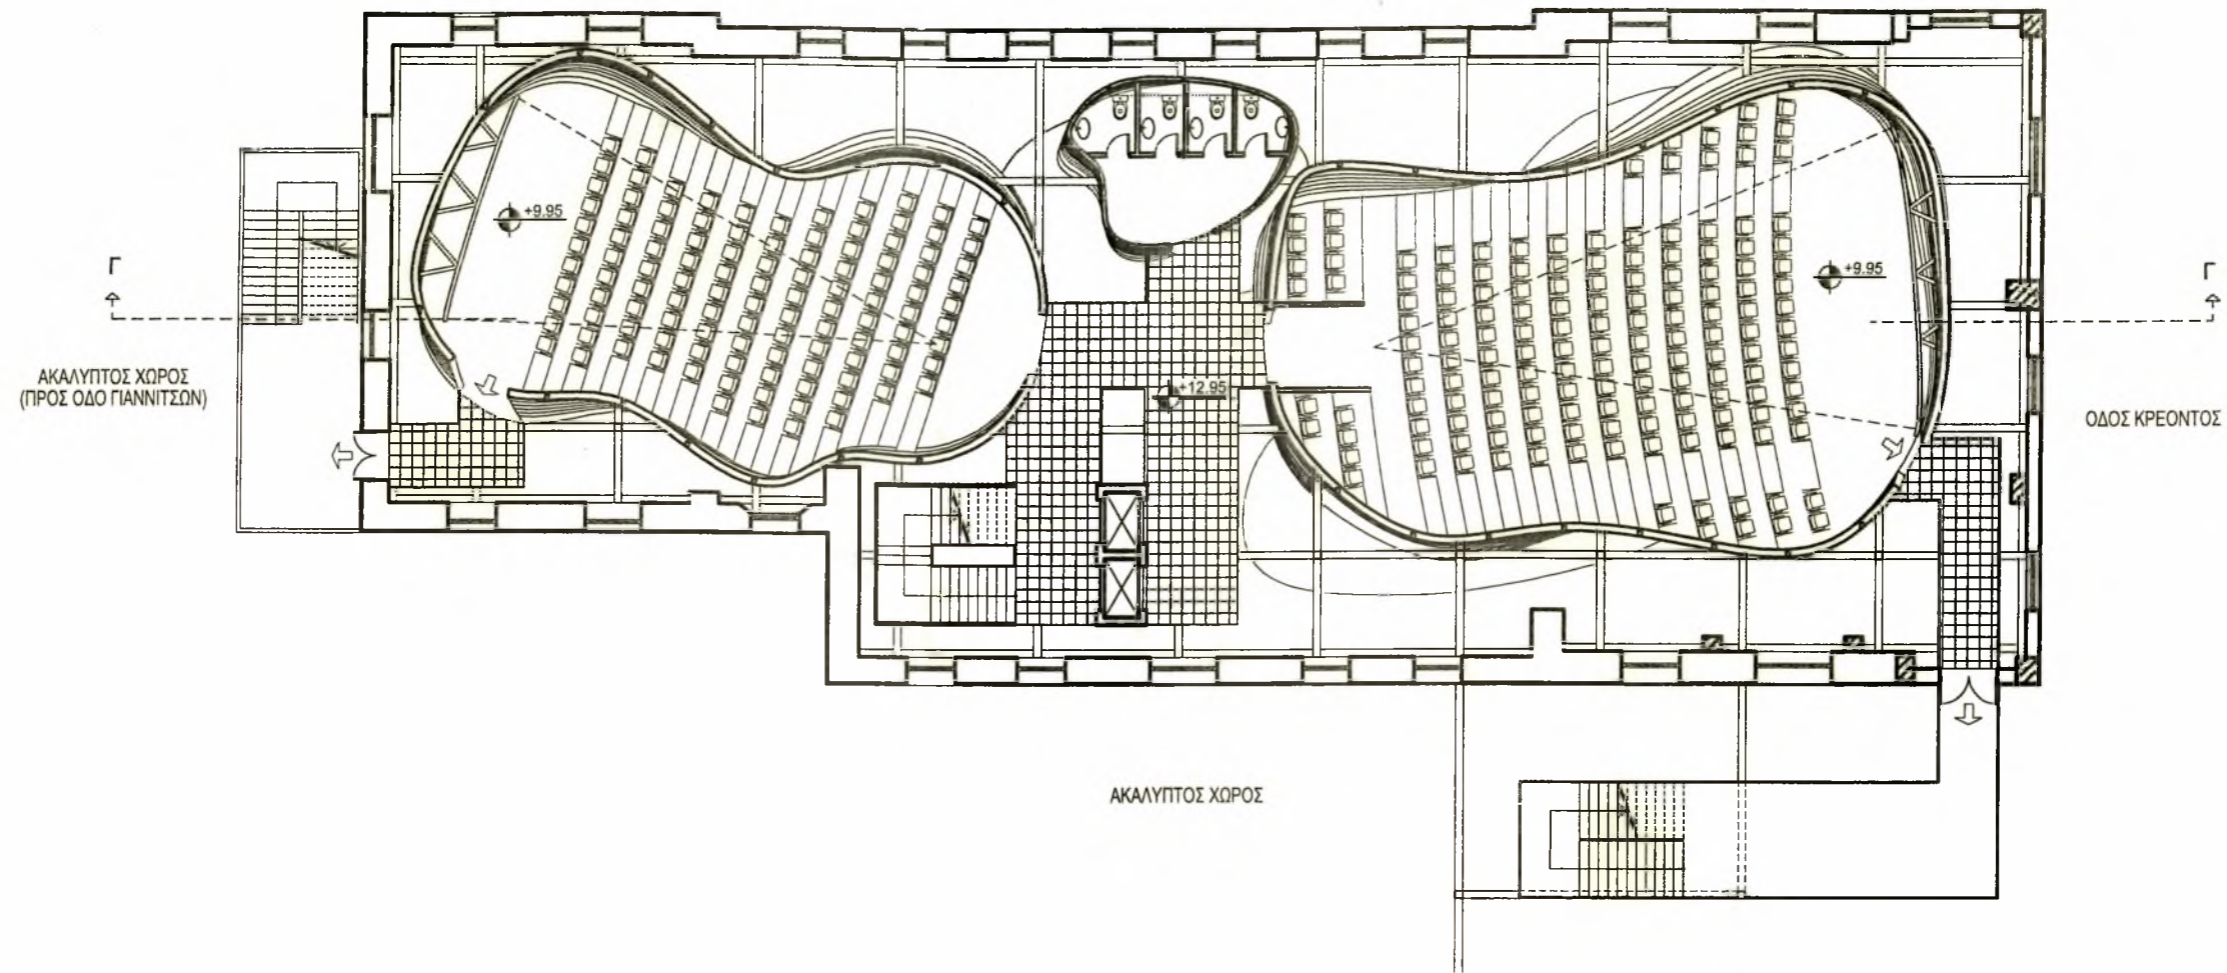 +9.95
Γ
Γ
+9.95
ΑΚΑΛΥΠΤΟΣ ΧΩΡΟΣ
(ΠΡΟΣ ΟΔΟ ΓΙΑΝΝΙΤΣΩΝ)
+12.95
ΟΔΟΣ ΚΡΕΟΝΤΟΣ
ΑΚΑΛΥΠΤΟΣ ΧΩΡΟΣ